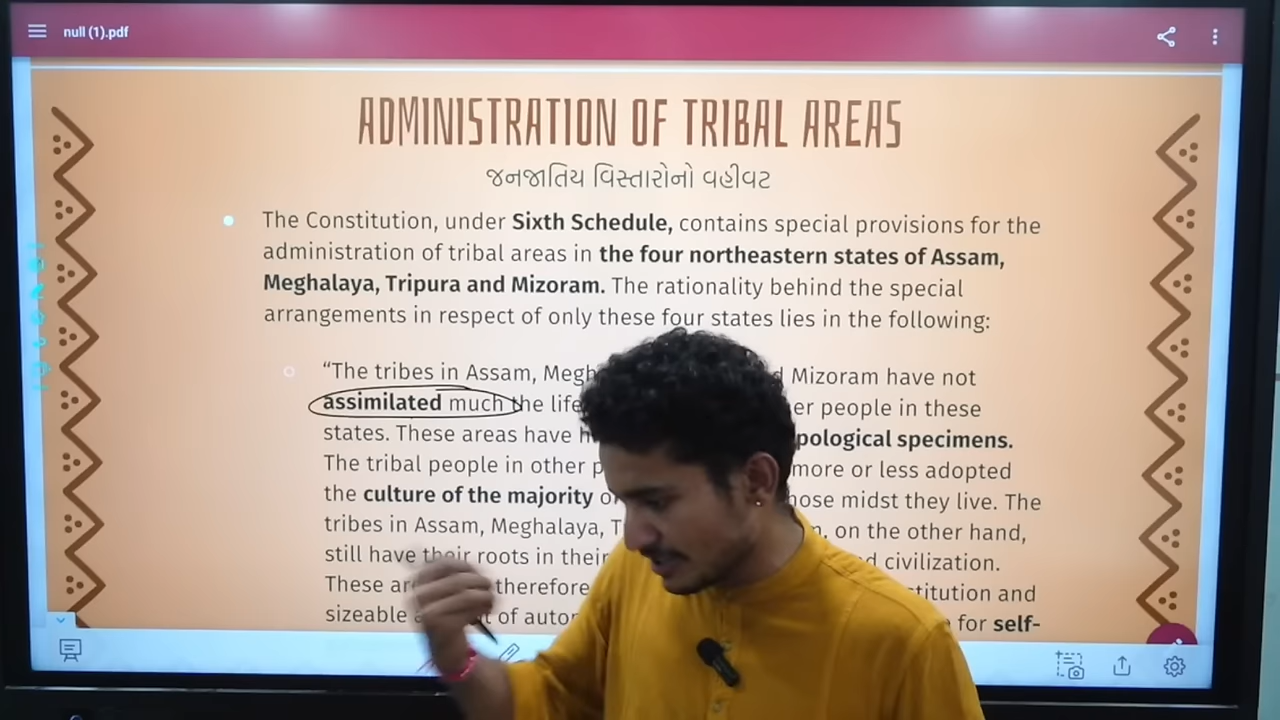 null (1).pdf
ADMINISTRATION OF TRIBAL AREAS
જનજાતિય વિસ્તારોનો વહીવટ
The Constitution, under Sixth Schedule, contains special provisions for the
administration of tribal areas in the four northeastern states of Assam,
Meghalaya, Tripura and Mizoram. The rationality behind the special
arrangements in respect of only these four states lies in the following:
“The tribes in Assam, Mizoram have not
assimilated much the life er people in these
states. These areas have pological specimens.
The tribal people in other more or less adopted
the culture of the majority hose midst they live. The
tribes in Assam, Meghalaya, on the other hand,
still have their roots in their civilization.
These therefore titution and
sizeable of for self-